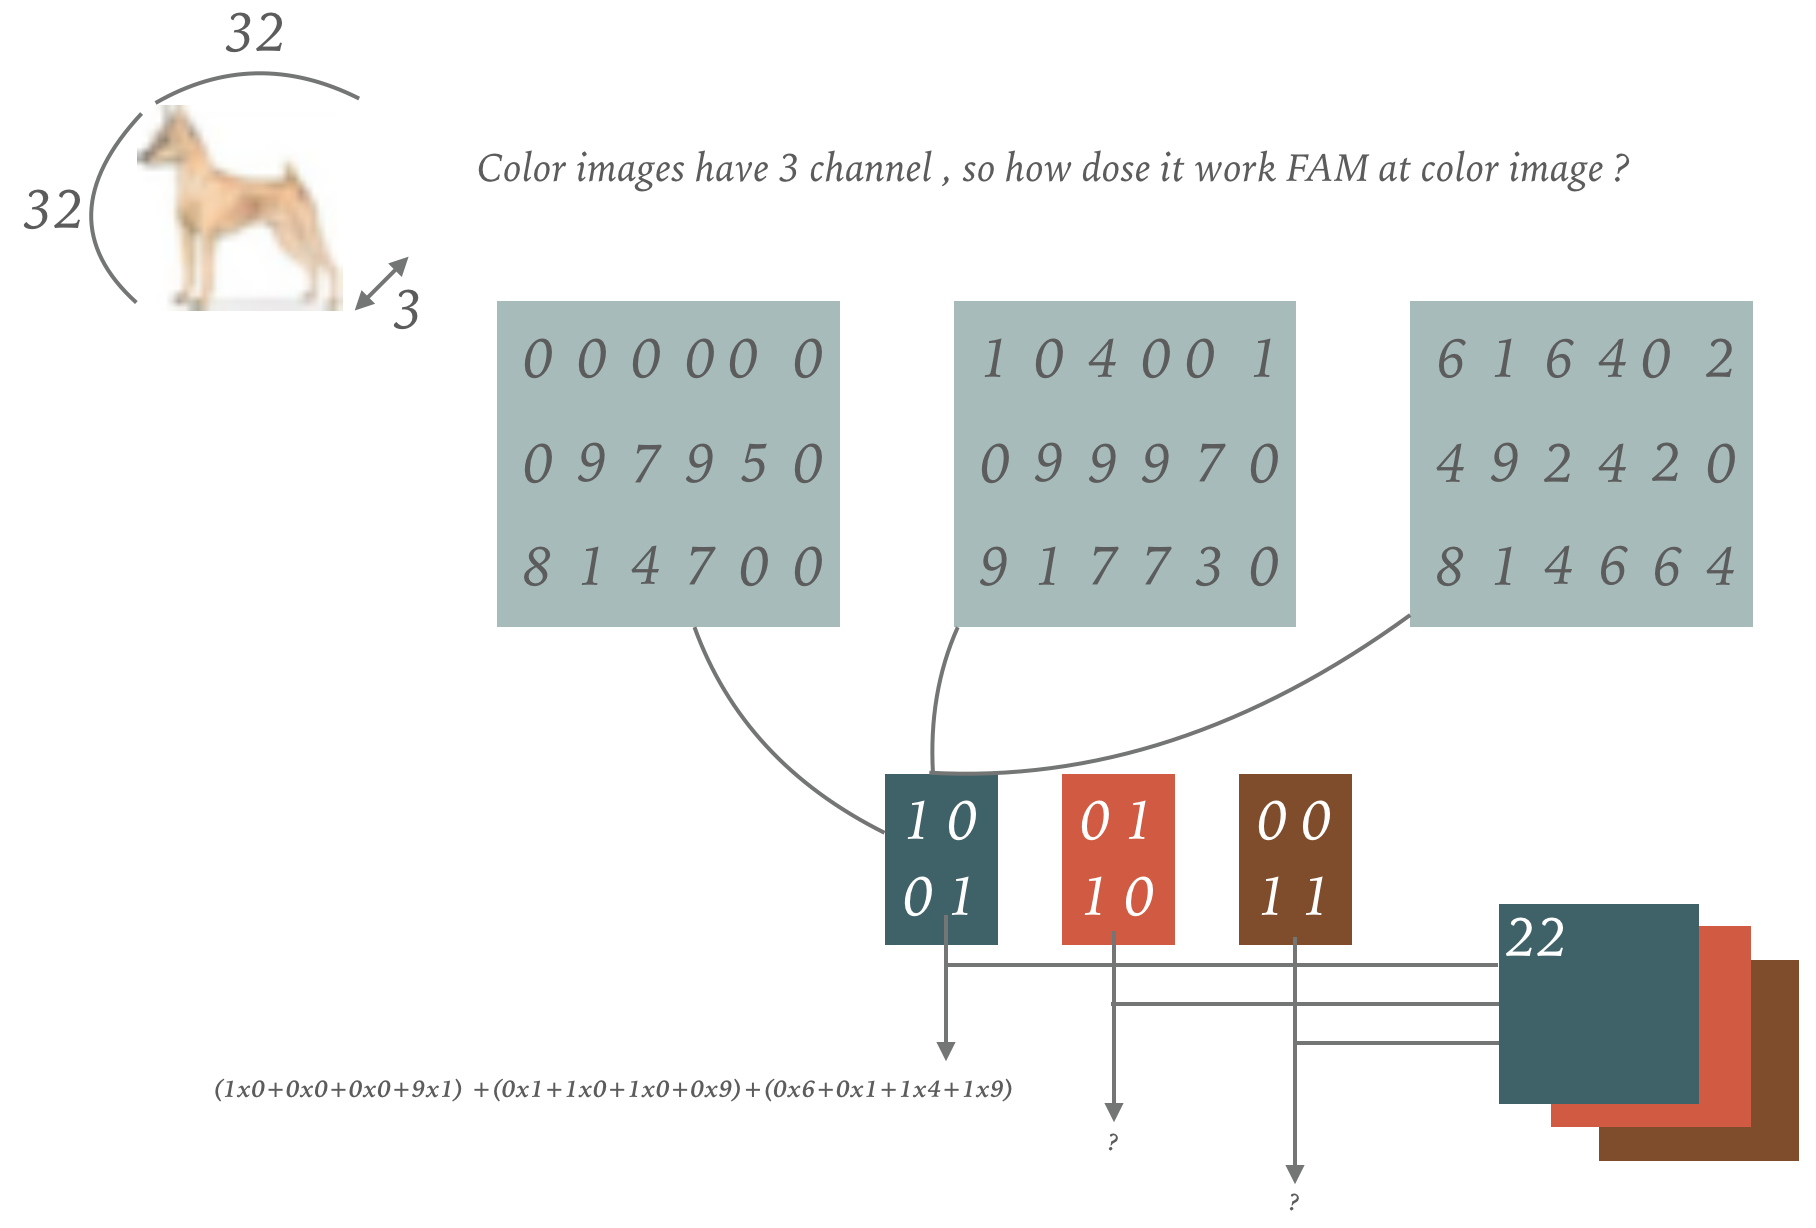 32
32
3
Color images have 3 channel , so how dose it work FAM at color image ?
0 0 0 0 0 0
0 9 7 9 5 0
8 1 4 7 0 0
1 0 4 0 0 1
0 9 9 9 7 0
9 1 7 7 3 0
6 1 6 4 0 2
4 9 2 4 2 0
8 1 4 6 6 4
1 0
0 1
0 1
1 0
0 0
1 1
22
(1x0+0x0+0x0+9x1) +(0x1+1x0+1x0+0x9)+(0x6+0x1+1x4+1x9)
?
?